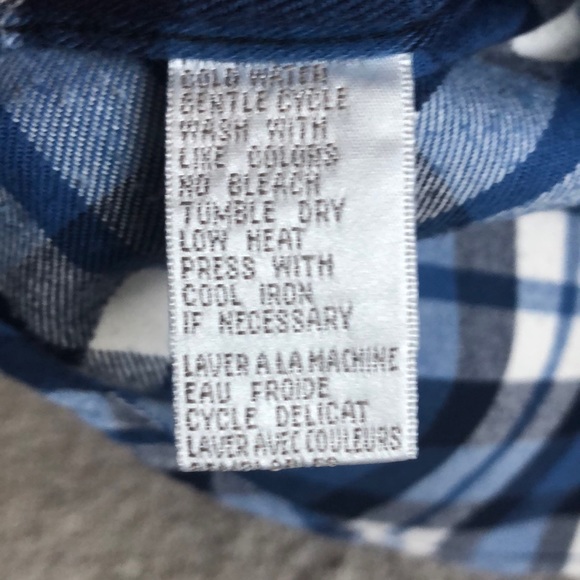 COLD WATER
GENTLE CYCLE
WASH WITH
LIKE COLORS
NO BLEACH
TUMBLE DRY
LOW HEAT
PRESS WITH
COOL IRON
IF NECESSARY
LAVER A LA MACHINE
EAU FROIDE
CYCLE DELICAT
LAVER AVEC COULEURS